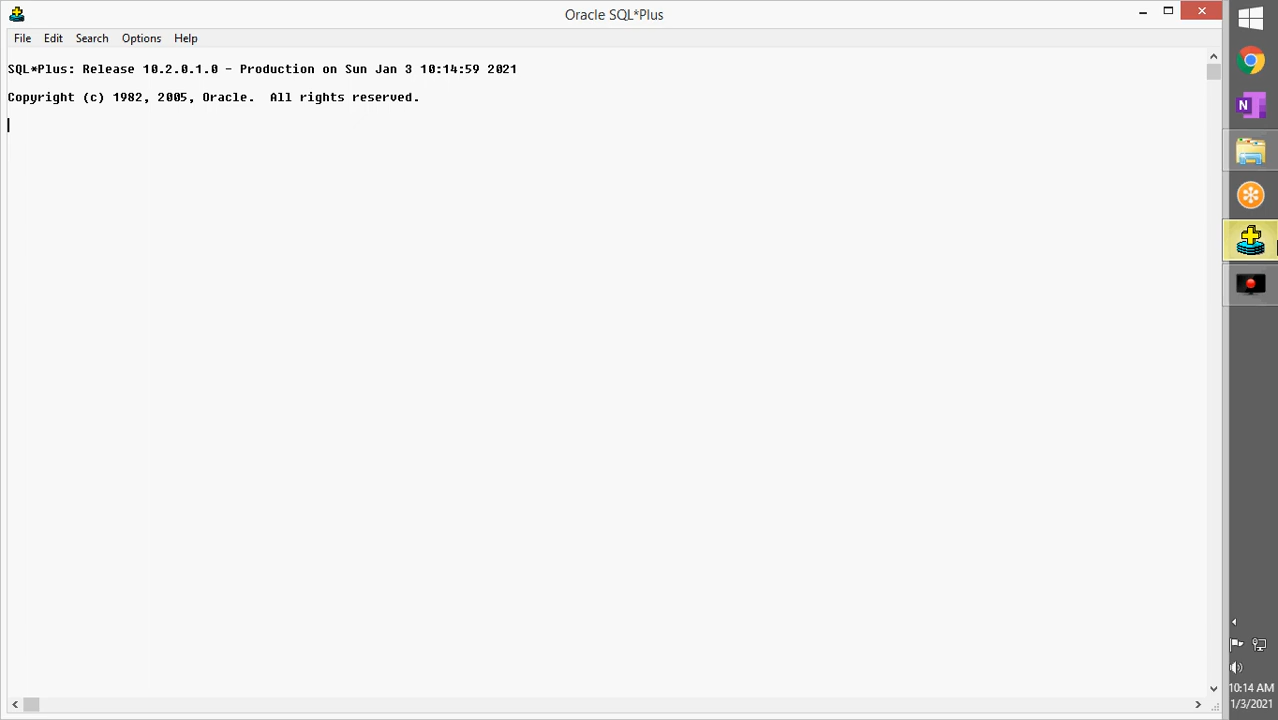 Oracle SQL*Plus
File Edit Search Options Help
SQL*Plus: Release 10.2.0.1.0 - Production on Sun Jan 3 10:14:59 2021
Copyright (c) 1982, 2005, Oracle.  All rights reserved.
N
10:14 AM
1/3/2021